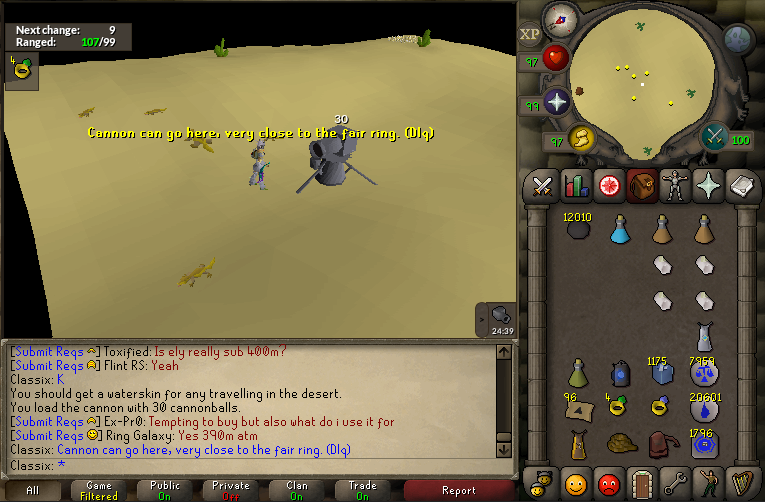 Next change: 9
Ranged: 107/99
4
XP
97
99
97
100
30
Cannon can go here, very close to the fair ring. (Dlq)
24:39
12010
1175
7959
96
4
20601
1796
[Submit Reqs] Toxified: Is ely really sub 400m?
[Submit Reqs] Flint RS: Yeah
Classix: K
You should get a waterskin for any travelling in the desert.
You load the cannon with 30 cannonballs.
[Submit Reqs] Ex-Pr0: Tempting to buy but also what do i use it for
[Submit Reqs] Ring Galaxy: Yes 390m atm
Classix: Cannon can go here, very close to the fair ring. (Dlq)
Classix: *
All
Game
Filtered
Public
On
Private
Off
Clan
On
Trade
On
Report